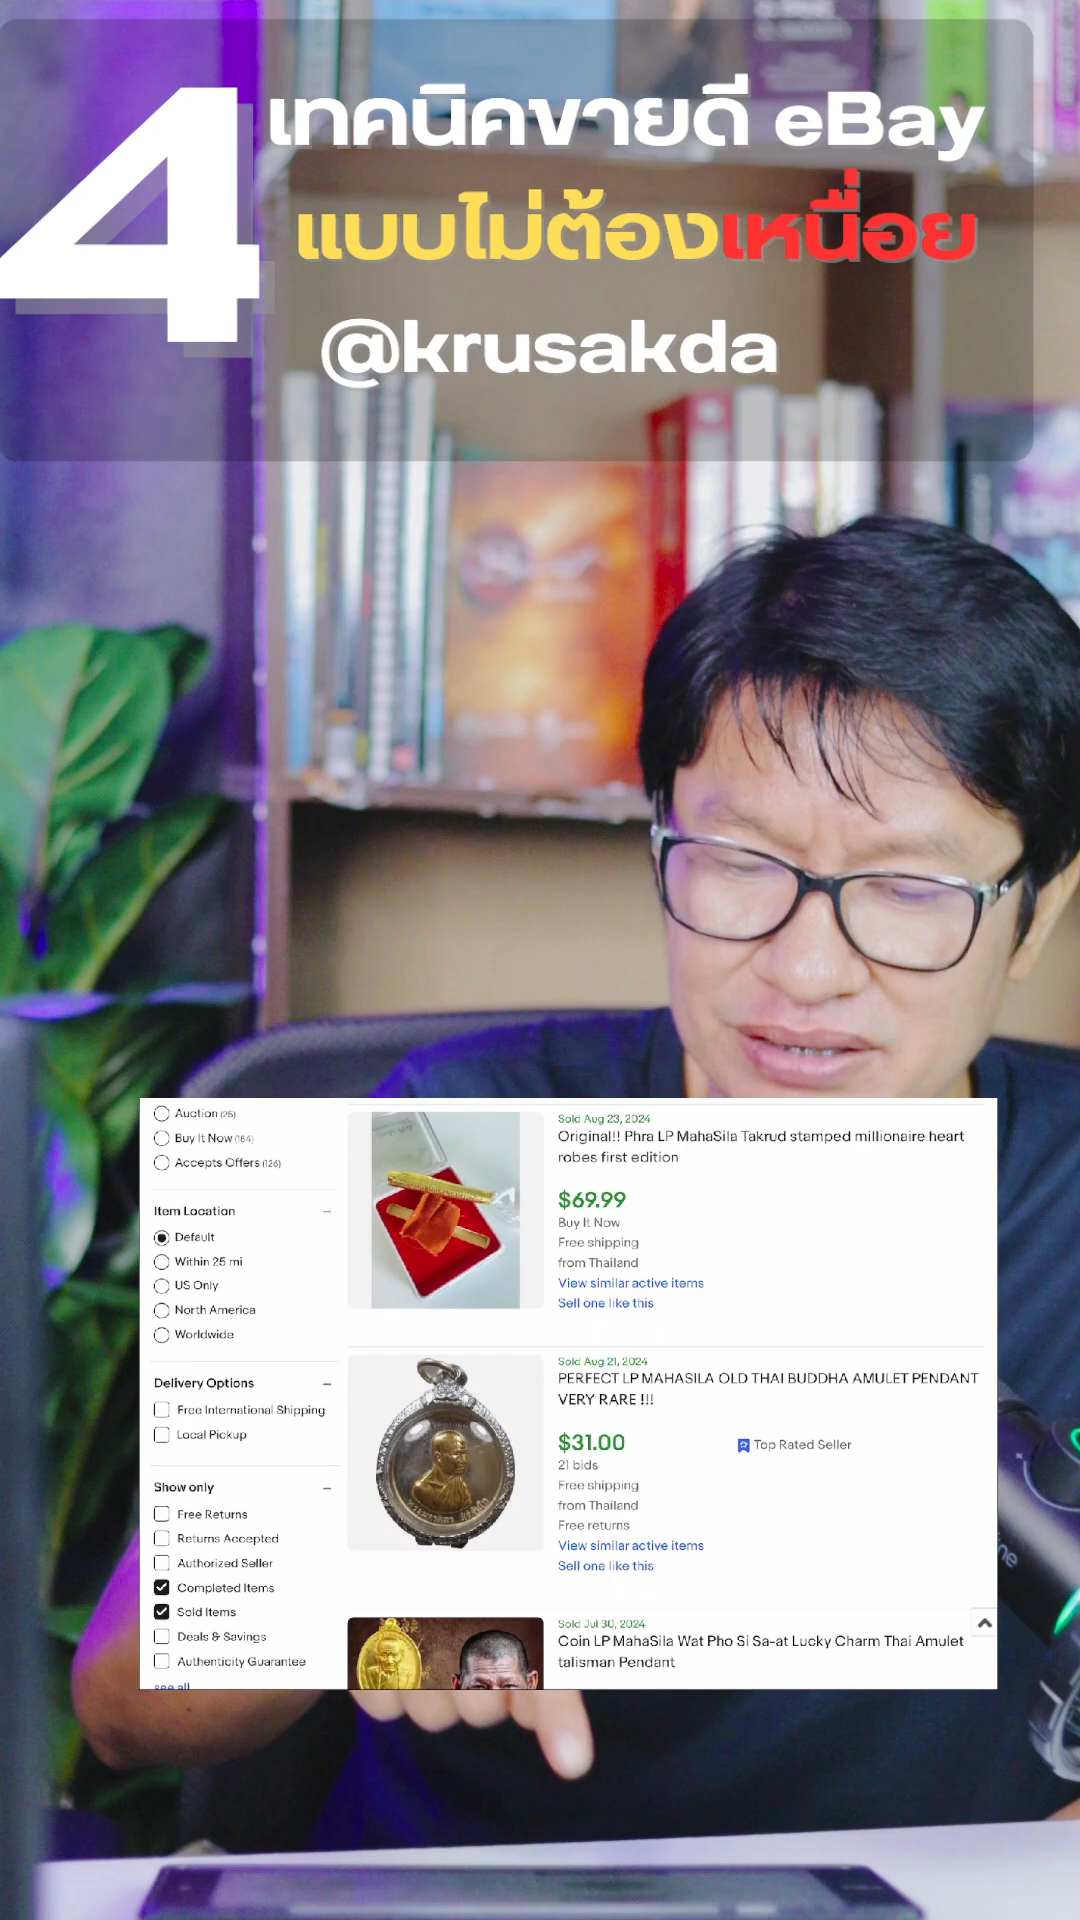 4
เทคนิคขายดี eBay
แบบไม่ต้องเหนื่อย
@krusakda
Auction (25)
Buy It Now (164)
Accepts Offers (126)
Item Location
Default
Within 25 mi
US Only
North America
Worldwide
Delivery Options
Free International Shipping
Local Pickup
Show only
Free Returns
Returns Accepted
Authorized Seller
Completed Items
Sold Items
Deals & Savings
Authenticity Guarantee
see all
Sold Aug 23, 2024
Original!! Phra LP MahaSila Takrud stamped millionaire heart
robes first edition
$69.99
Buy It Now
Free shipping
from Thailand
View similar active items
Sell one like this
Sold Aug 21, 2024
PERFECT LP MAHASILA OLD THAI BUDDHA AMULET PENDANT
VERY RARE !!!
$31.00
Top Rated Seller
21 bids
Free shipping
from Thailand
Free returns
View similar active items
Sell one like this
Sold Jul 30, 2024
Coin LP MahaSila Wat Pho Si Sa-at Lucky Charm Thai Amulet
talisman Pendant